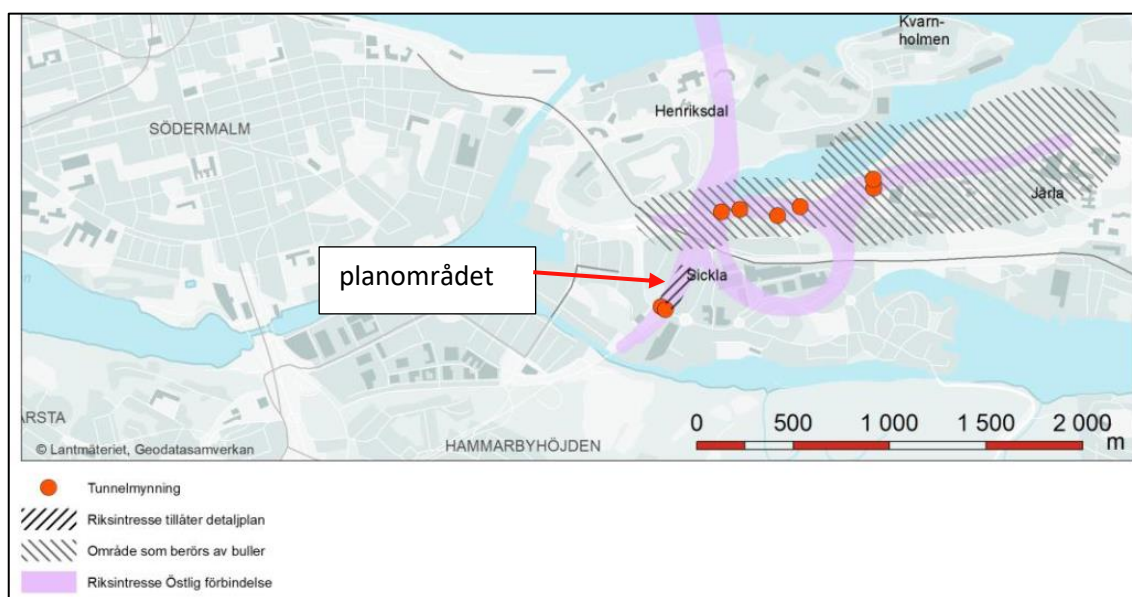 Kvarn-
holmen
Henriksdal
SÖDERMALM
Järla
planområdet
Sickla
ÅRSTA
© Lantmäteriet, Geodatasamverkan
HAMMARBYHÖJDEN
0 500 1 000 1 500 2 000
m
Tunnelmynning
Riksintresse tillåter detaljplan
Område som berörs av buller
Riksintresse Östlig förbindelse